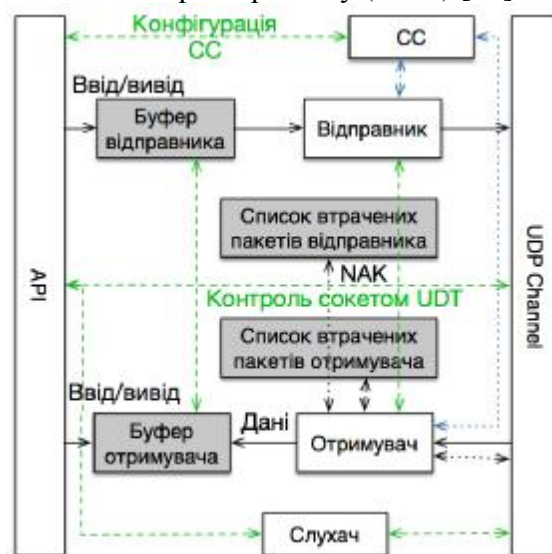 Конфігурація
CC
CC
Ввід/вивід
Буфер
відправника
Відправник
Список втрачених
пакетів відправника
NAK
API
UDP Channel
Контроль сокетом UDT
Список втрачених
пакетів отримувача
Ввід/вивід
Буфер
отримувача
Дані
Отримувач
Слухач